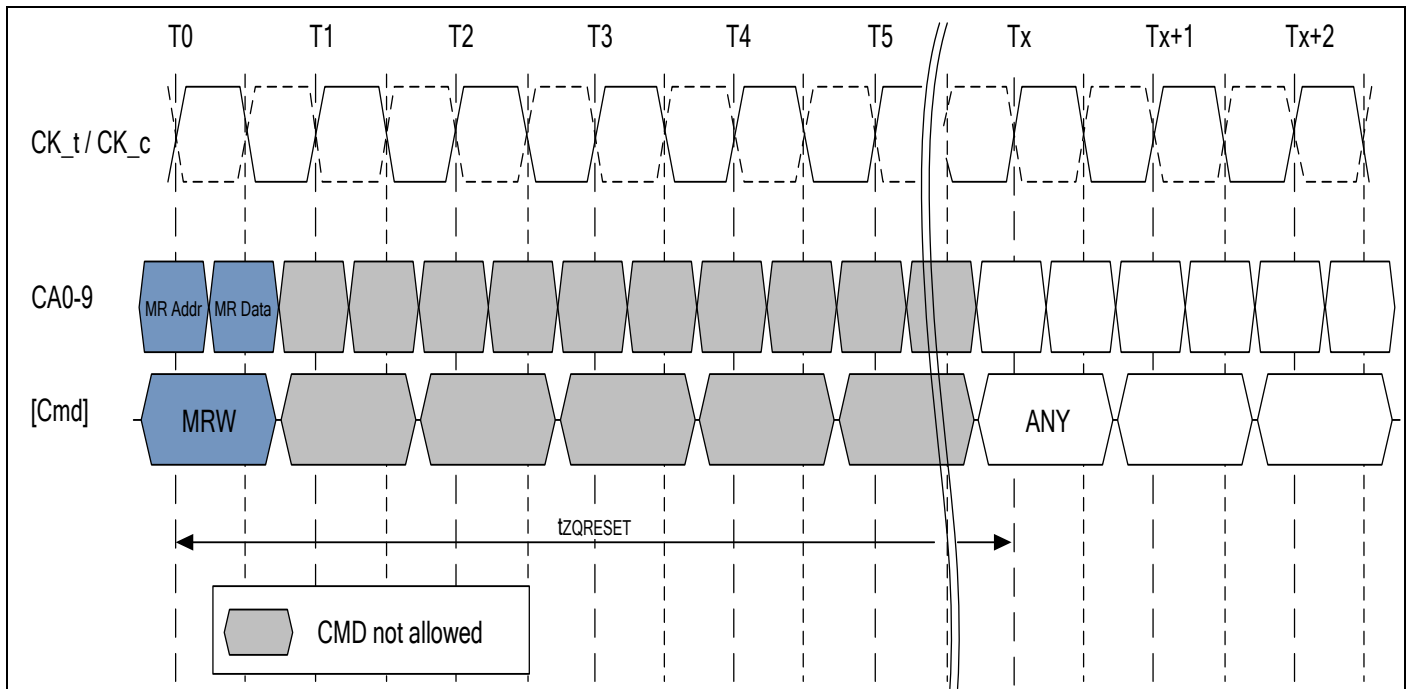 T0 T1 T2 T3 T4 T5 Tx Tx+1 Tx+2
CK_t / CK_c
CA0-9 MR Addr MR Data
[Cmd] MRW ANY
tZQRESET
CMD not allowed